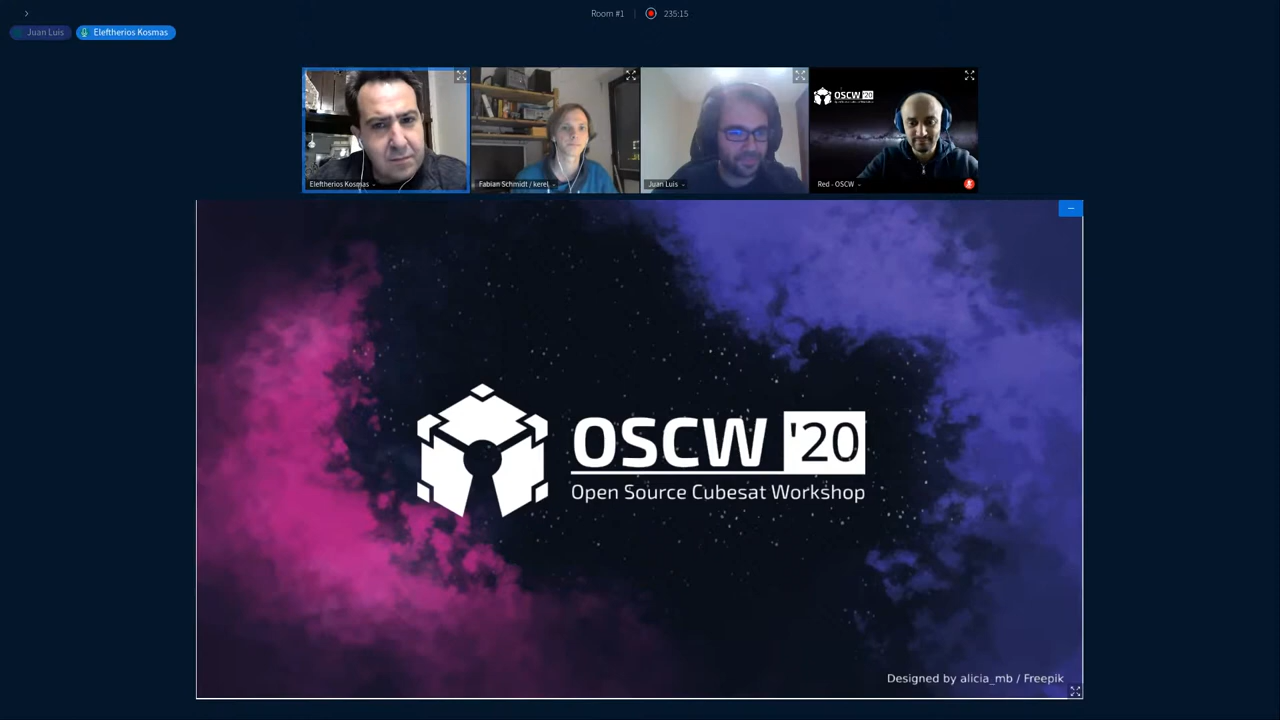 Room #1
235:15
Juan Luis
Eleftherios Kosmas
Eleftherios Kosmas
Fabian Schmidt / kerel
Juan Luis
OSCW '20
Red - OSCW
OSCW '20
Open Source Cubesat Workshop
Designed by alicia_mb / Freepik